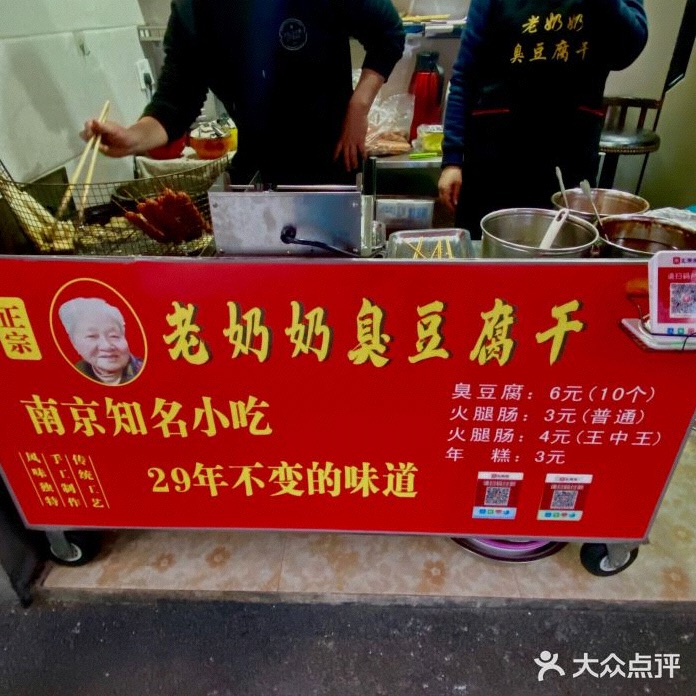 老奶奶
臭豆腐干
正宗
老奶奶臭豆腐干
南京知名小吃
传统工艺
手工制作
风味独特
29年不变的味道
臭豆腐：6元(10个)
火腿肠：3元(普通)
火腿肠：4元(王中王)
年 糕：3元
大众点评